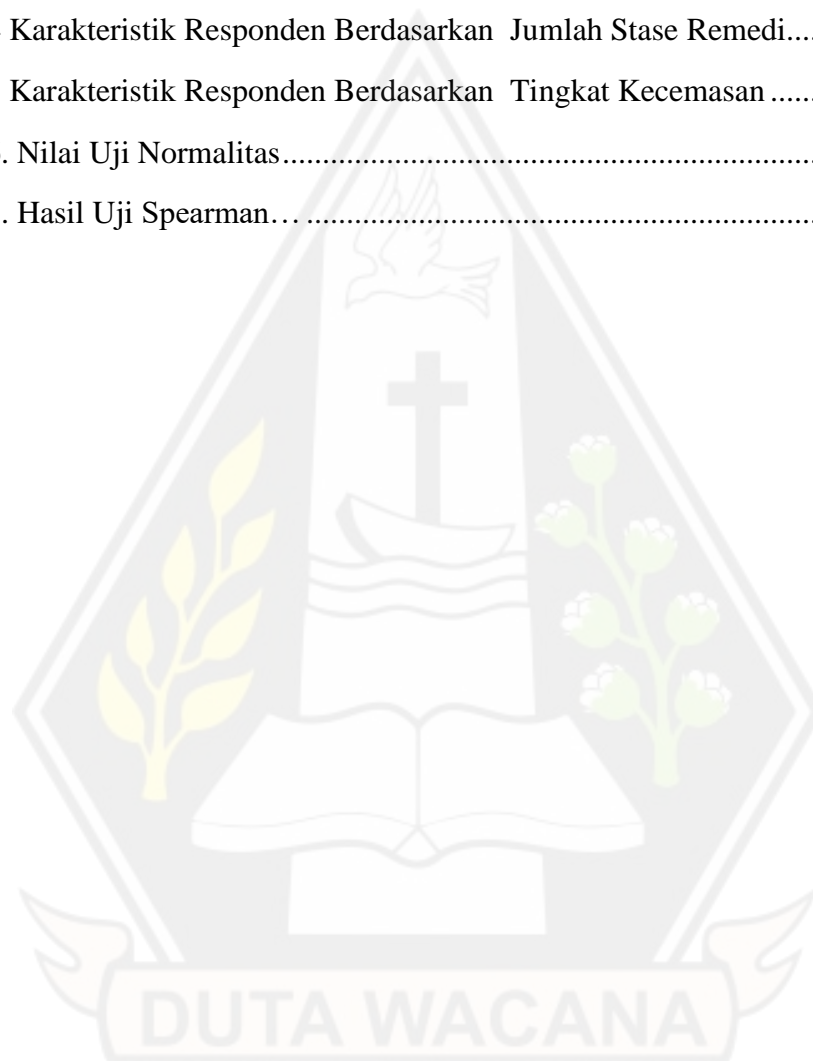 Karakteristik Responden Berdasarkan Jumlah Stase Remedi....
Karakteristik Responden Berdasarkan Tingkat Kecemasan ......
. Nilai Uji Normalitas.................................................................
. Hasil Uji Spearman… ..............................................................
DUTA WACANA